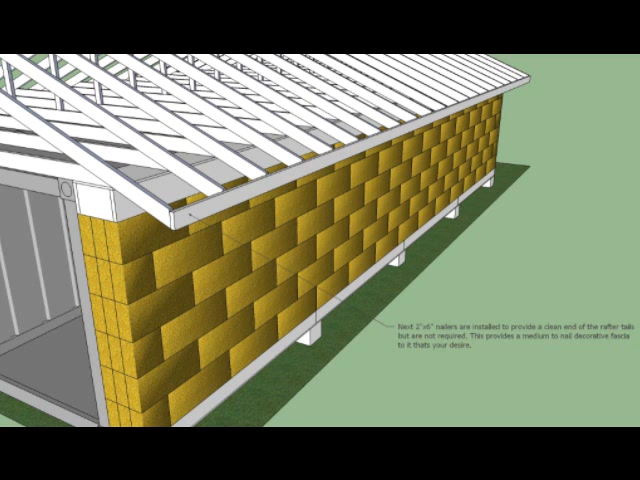 Next 2"x6" nailers are installed to provide a clean end of the rafter tails
but are not required. This provides a medium to nail decorative fascia
to it thats your desire.